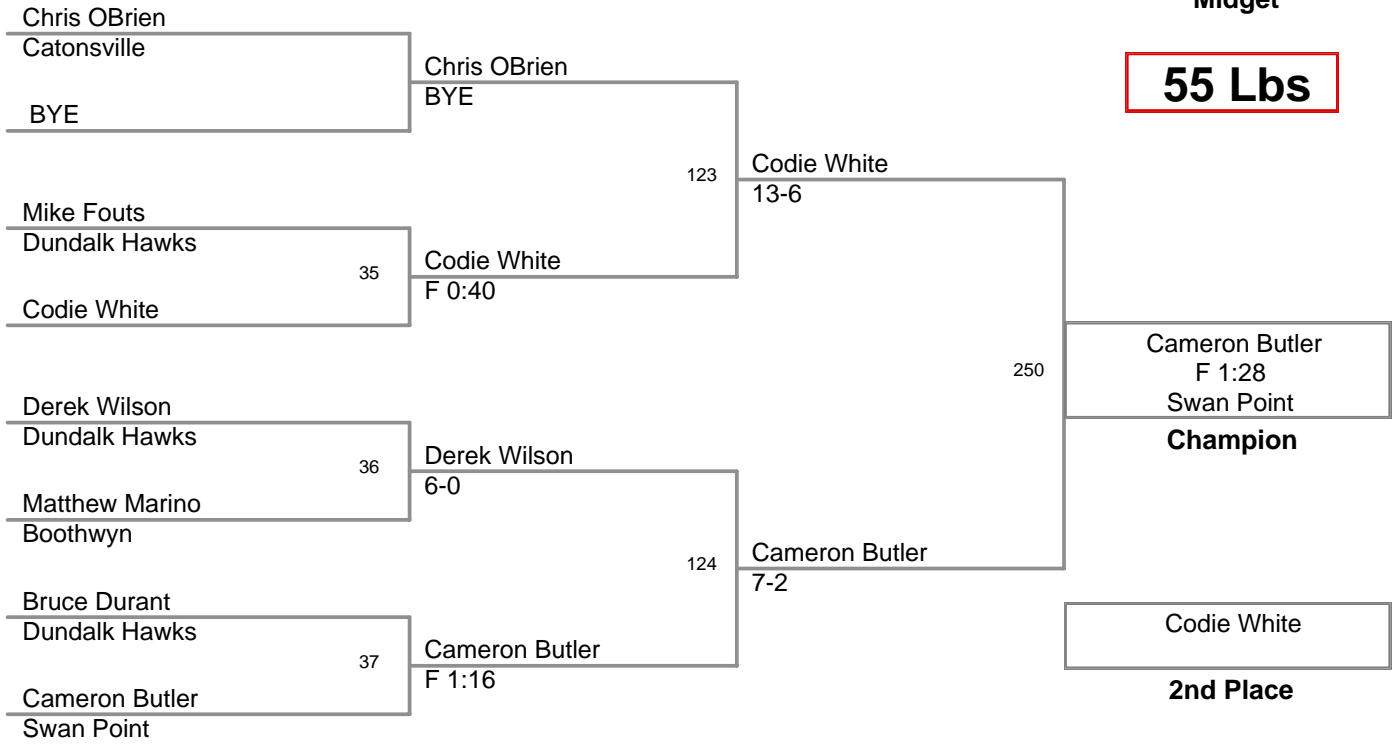 Midget
55 Lbs
Chris OBrien
Catonsville
BYE
Mike Fouts
Dundalk Hawks
35
Codie White
Derek Wilson
Dundalk Hawks
36
Matthew Marino
Boothwyn
Bruce Durant
Dundalk Hawks
37
Cameron Butler
Swan Point
Chris OBrien
BYE
123
Codie White
F 0:40
Derek Wilson
6-0
124
Cameron Butler
F 1:16
Codie White
13-6
250
Cameron Butler
7-2
Cameron Butler
F 1:28
Swan Point
Champion
Codie White
2nd Place